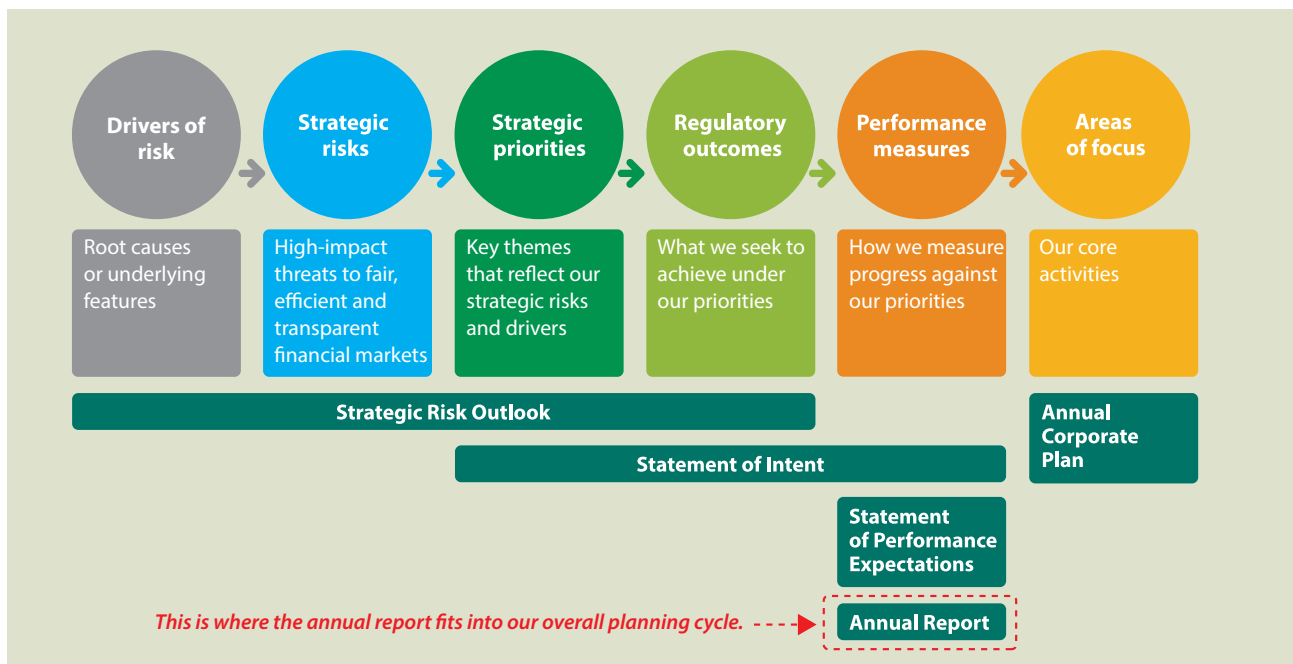 Drivers of
risk
Strategic
risks
Strategic
priorities
Regulatory
outcomes
Performance
measures
Areas
of focus
Root causes
or underlying
features
High-impact
threats to fair,
efficient and
transparent
financial markets
Key themes
that reflect our
strategic risks
and drivers
What we seek to
achieve under
our priorities
How we measure
progress against
our priorities
Our core
activities
Strategic Risk Outlook
Annual
Corporate
Plan
Statement of Intent
Statement
of Performance
Expectations
This is where the annual report fits into our overall planning cycle.
Annual Report